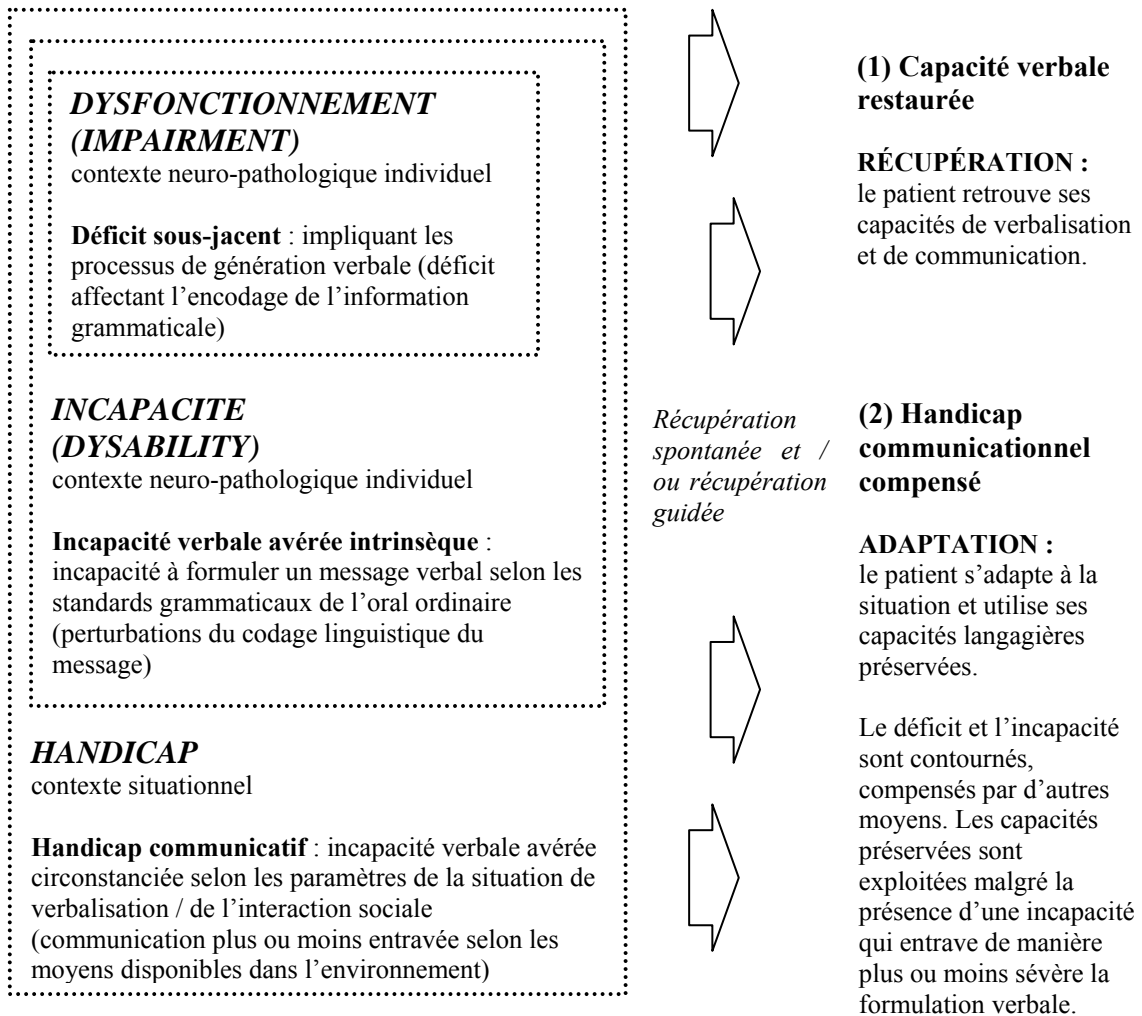 DYSFONCTIONNEMENT
(IMPAIRMENT)
contexte neuro-pathologique individuel
Déficit sous-jacent : impliquant les
processus de génération verbale (déficit
affectant l’encodage de l’information
grammaticale)
INCAPACITE
(DYSABILITY)
contexte neuro-pathologique individuel
Incapacité verbale avérée intrinsèque :
incapacité à formuler un message verbal selon les
standards grammaticaux de l’oral ordinaire
(perturbations du codage linguistique du
message)
HANDICAP
contexte situationnel
Handicap communicatif : incapacité verbale avérée
circonstanciée selon les paramètres de la situation de
verbalisation / de l’interaction sociale
(communication plus ou moins entravée selon les
moyens disponibles dans l’environnement)
Récupération
spontanée et /
ou récupération
guidée
(1) Capacité verbale
restaurée
RÉCUPÉRATION :
le patient retrouve ses
capacités de verbalisation
et de communication.
(2) Handicap
communicationnel
compensé
ADAPTATION :
le patient s’adapte à la
situation et utilise ses
capacités langagières
préservées.
Le déficit et l’incapacité
sont contournés,
compensés par d’autres
moyens. Les capacités
préservées sont
exploitées malgré la
présence d’une incapacité
qui entrave de manière
plus ou moins sévère la
formulation verbale.